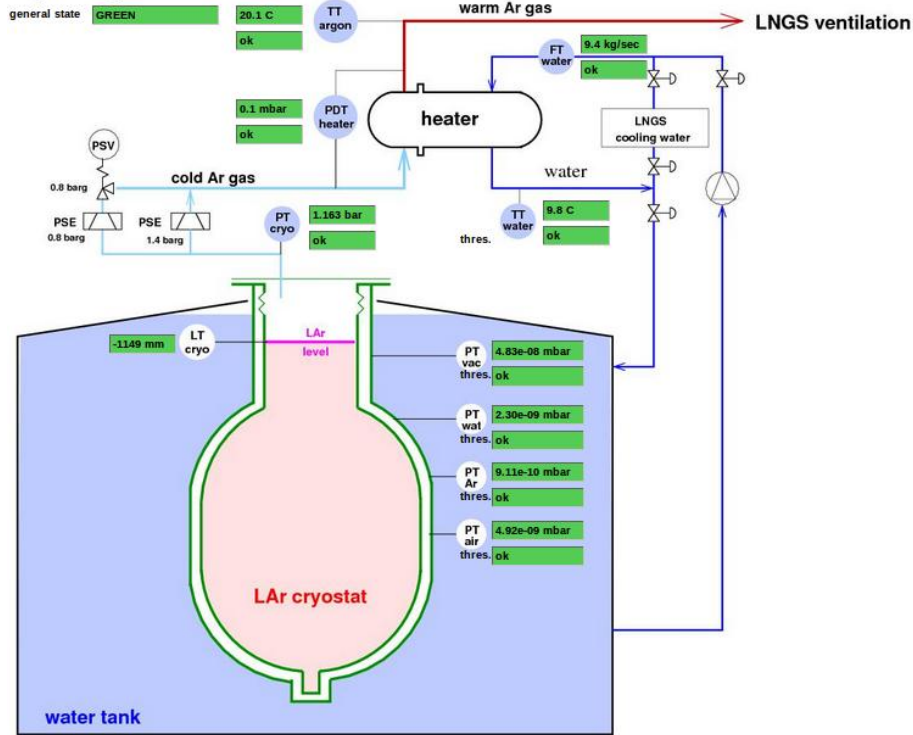 general state
GREEN
20.1 C
ok
TT
argon
warm Ar gas
LNGS ventilation
FT
water
9.4 kg/sec
ok
0.1 mbar
ok
PDT
heater
heater
LNGS
cooling water
PSV
0.8 barg
cold Ar gas
water
PSE
0.8 barg
PSE
1.4 barg
PT
cryo
1.163 bar
ok
TT
water
thres.
9.8 C
ok
-1149 mm
LT
cryo
LAr
level
PT
vac
thres.
4.83e-08 mbar
ok
PT
wat
thres.
2.30e-09 mbar
ok
PT
Ar
thres.
9.11e-10 mbar
ok
PT
air
thres.
4.92e-09 mbar
ok
LAr cryostat
water tank